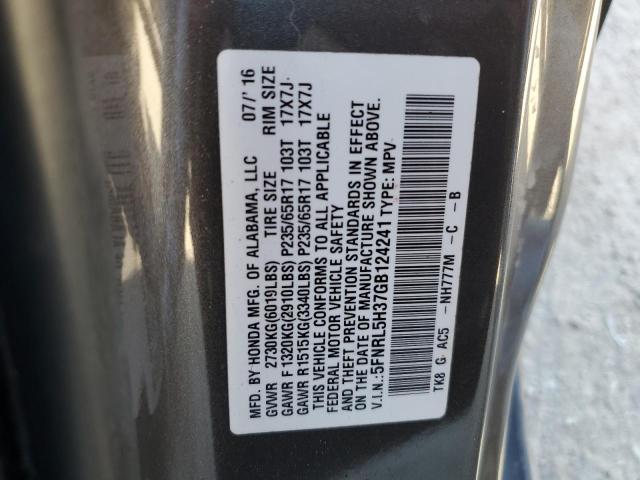 MFD. BY HONDA MFG. OF ALABAMA, LLC 07/'16
GVWR 2730KG(6019LBS) TIRE SIZE RIM SIZE
GAWR F 1320KG(2910LBS) P235/65R17 103T 17X7J
GAWR R 1515KG(3340LBS) P235/65R17 103T 17X7J
THIS VEHICLE CONFORMS TO ALL APPLICABLE
FEDERAL MOTOR VEHICLE SAFETY
AND THEFT PREVENTION STANDARDS IN EFFECT
ON THE DATE OF MANUFACTURE SHOWN ABOVE.
V.I.N.:5FNRL5H37GB124241 TYPE: MPV
TK8 G AC5 -NH777M - C - B